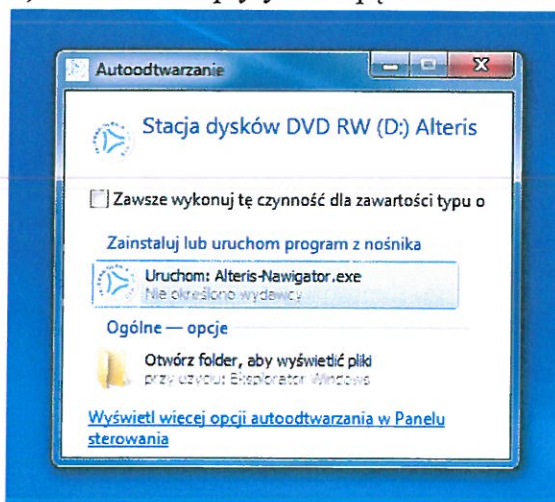 Autoodtwarzanie
Stacja dysków DVD RW (D:) Alteris
Zawsze wykonuj tę czynność dla zawartości typu o
Zainstaluj lub uruchom program z nośnika
Uruchom: Alteris-Nawigator.exe
Nie określono wydawcy
Ogólne — opcje
Otwórz folder, aby wyświetlić pliki
przy użyciu: Eksplorator Windows
Wyświetl więcej opcji autoodtwarzania w Panelu
sterowania